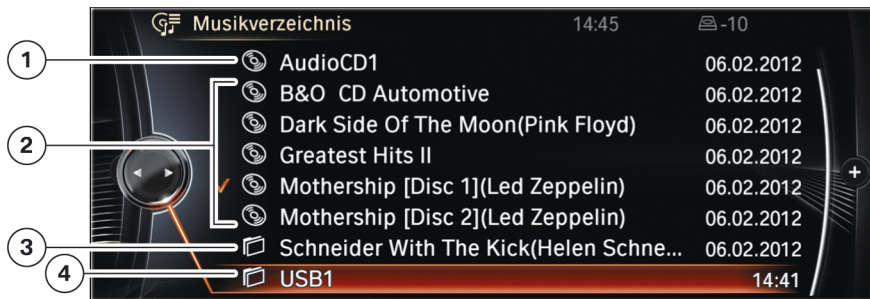 Musikverzeichnis 14:45 -10
1 AudioCD1 06.02.2012
B&O CD Automotive 06.02.2012
2 Dark Side Of The Moon(Pink Floyd) 06.02.2012
Greatest Hits II 06.02.2012
Mothership [Disc 1](Led Zeppelin) 06.02.2012
Mothership [Disc 2](Led Zeppelin) 06.02.2012
3 Schneider With The Kick(Helen Schne... 06.02.2012
4 USB1 14:41